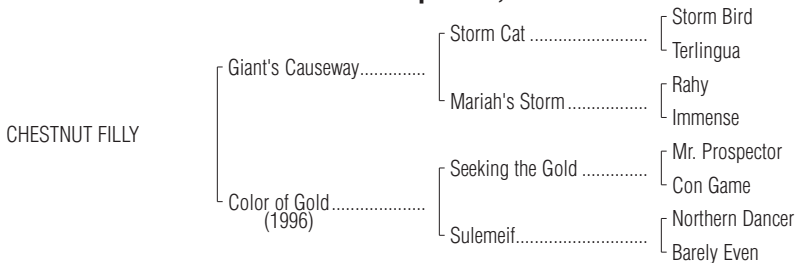 Storm Bird
Storm Cat ..............................
Terlingua
Giant's Causeway..............
Rahy
Mariah's Storm....................
Immense
CHESTNUT FILLY
Mr. Prospector
Seeking the Gold ................
Con Game
Color of Gold....................
(1996)
Northern Dancer
Sulemeif.................................
Barely Even